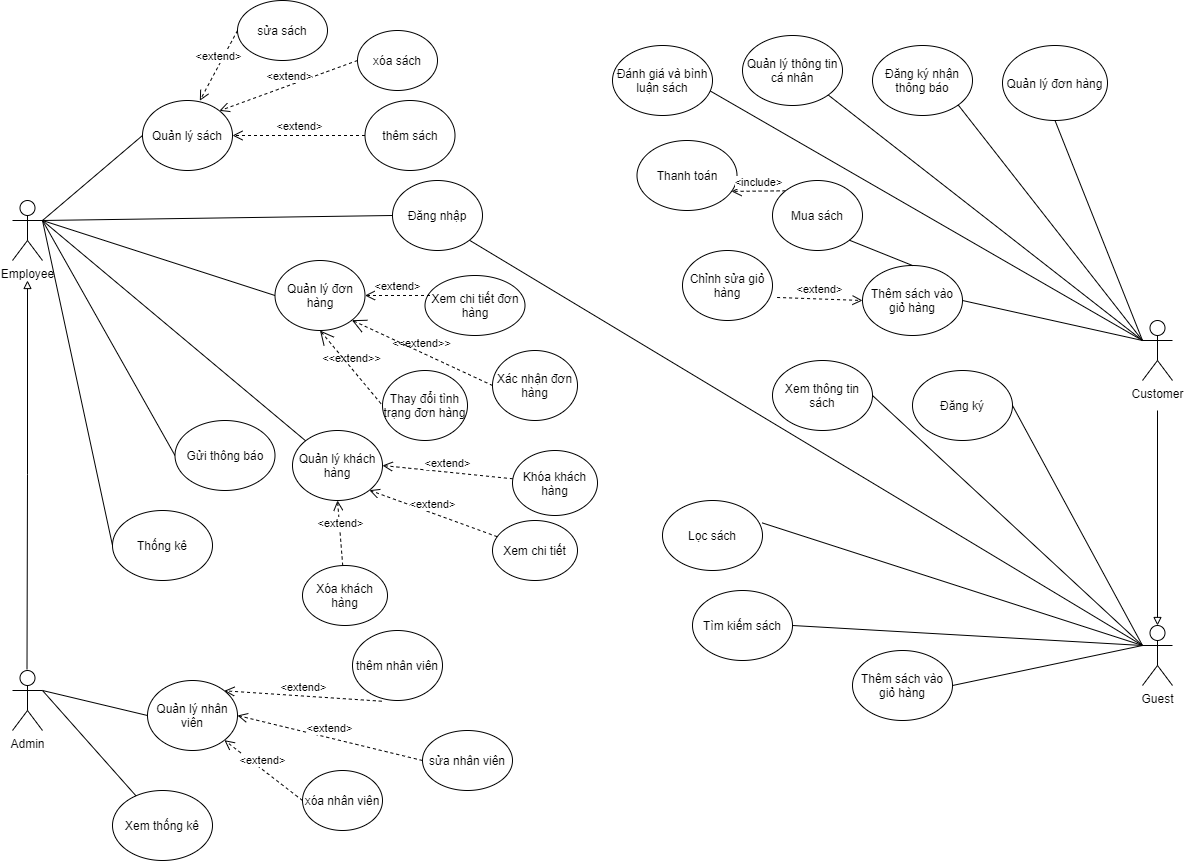 sửa sách
<extend>
xóa sách
<extend>
Quản lý sách
<extend>
thêm sách
Đăng nhập
Employee
Quản lý đơn
hàng
<extend>
Xem chi tiết đơn
hàng
<<extend>>
<<extend>>
Xác nhận đơn
hàng
Thay đổi tình
trạng đơn hàng
Gửi thông báo
Quản lý khách
hàng
<extend>
Khóa khách
hàng
<extend>
<extend>
Xem chi tiết
Thống kê
Xóa khách
hàng
thêm nhân viên
<extend>
Quản lý nhân
viên
<extend>
Admin
<extend>
sửa nhân viên
xóa nhân viên
Xem thống kê
Đánh giá và bình
luận sách
Quản lý thông tin
cá nhân
Đăng ký nhận
thông báo
Quản lý đơn hàng
Thanh toán
<include>
Mua sách
Chỉnh sửa giỏ
hàng
<extend>
Thêm sách vào
giỏ hàng
Customer
Xem thông tin
sách
Đăng ký
Lọc sách
Tìm kiếm sách
Thêm sách vào
giỏ hàng
Guest